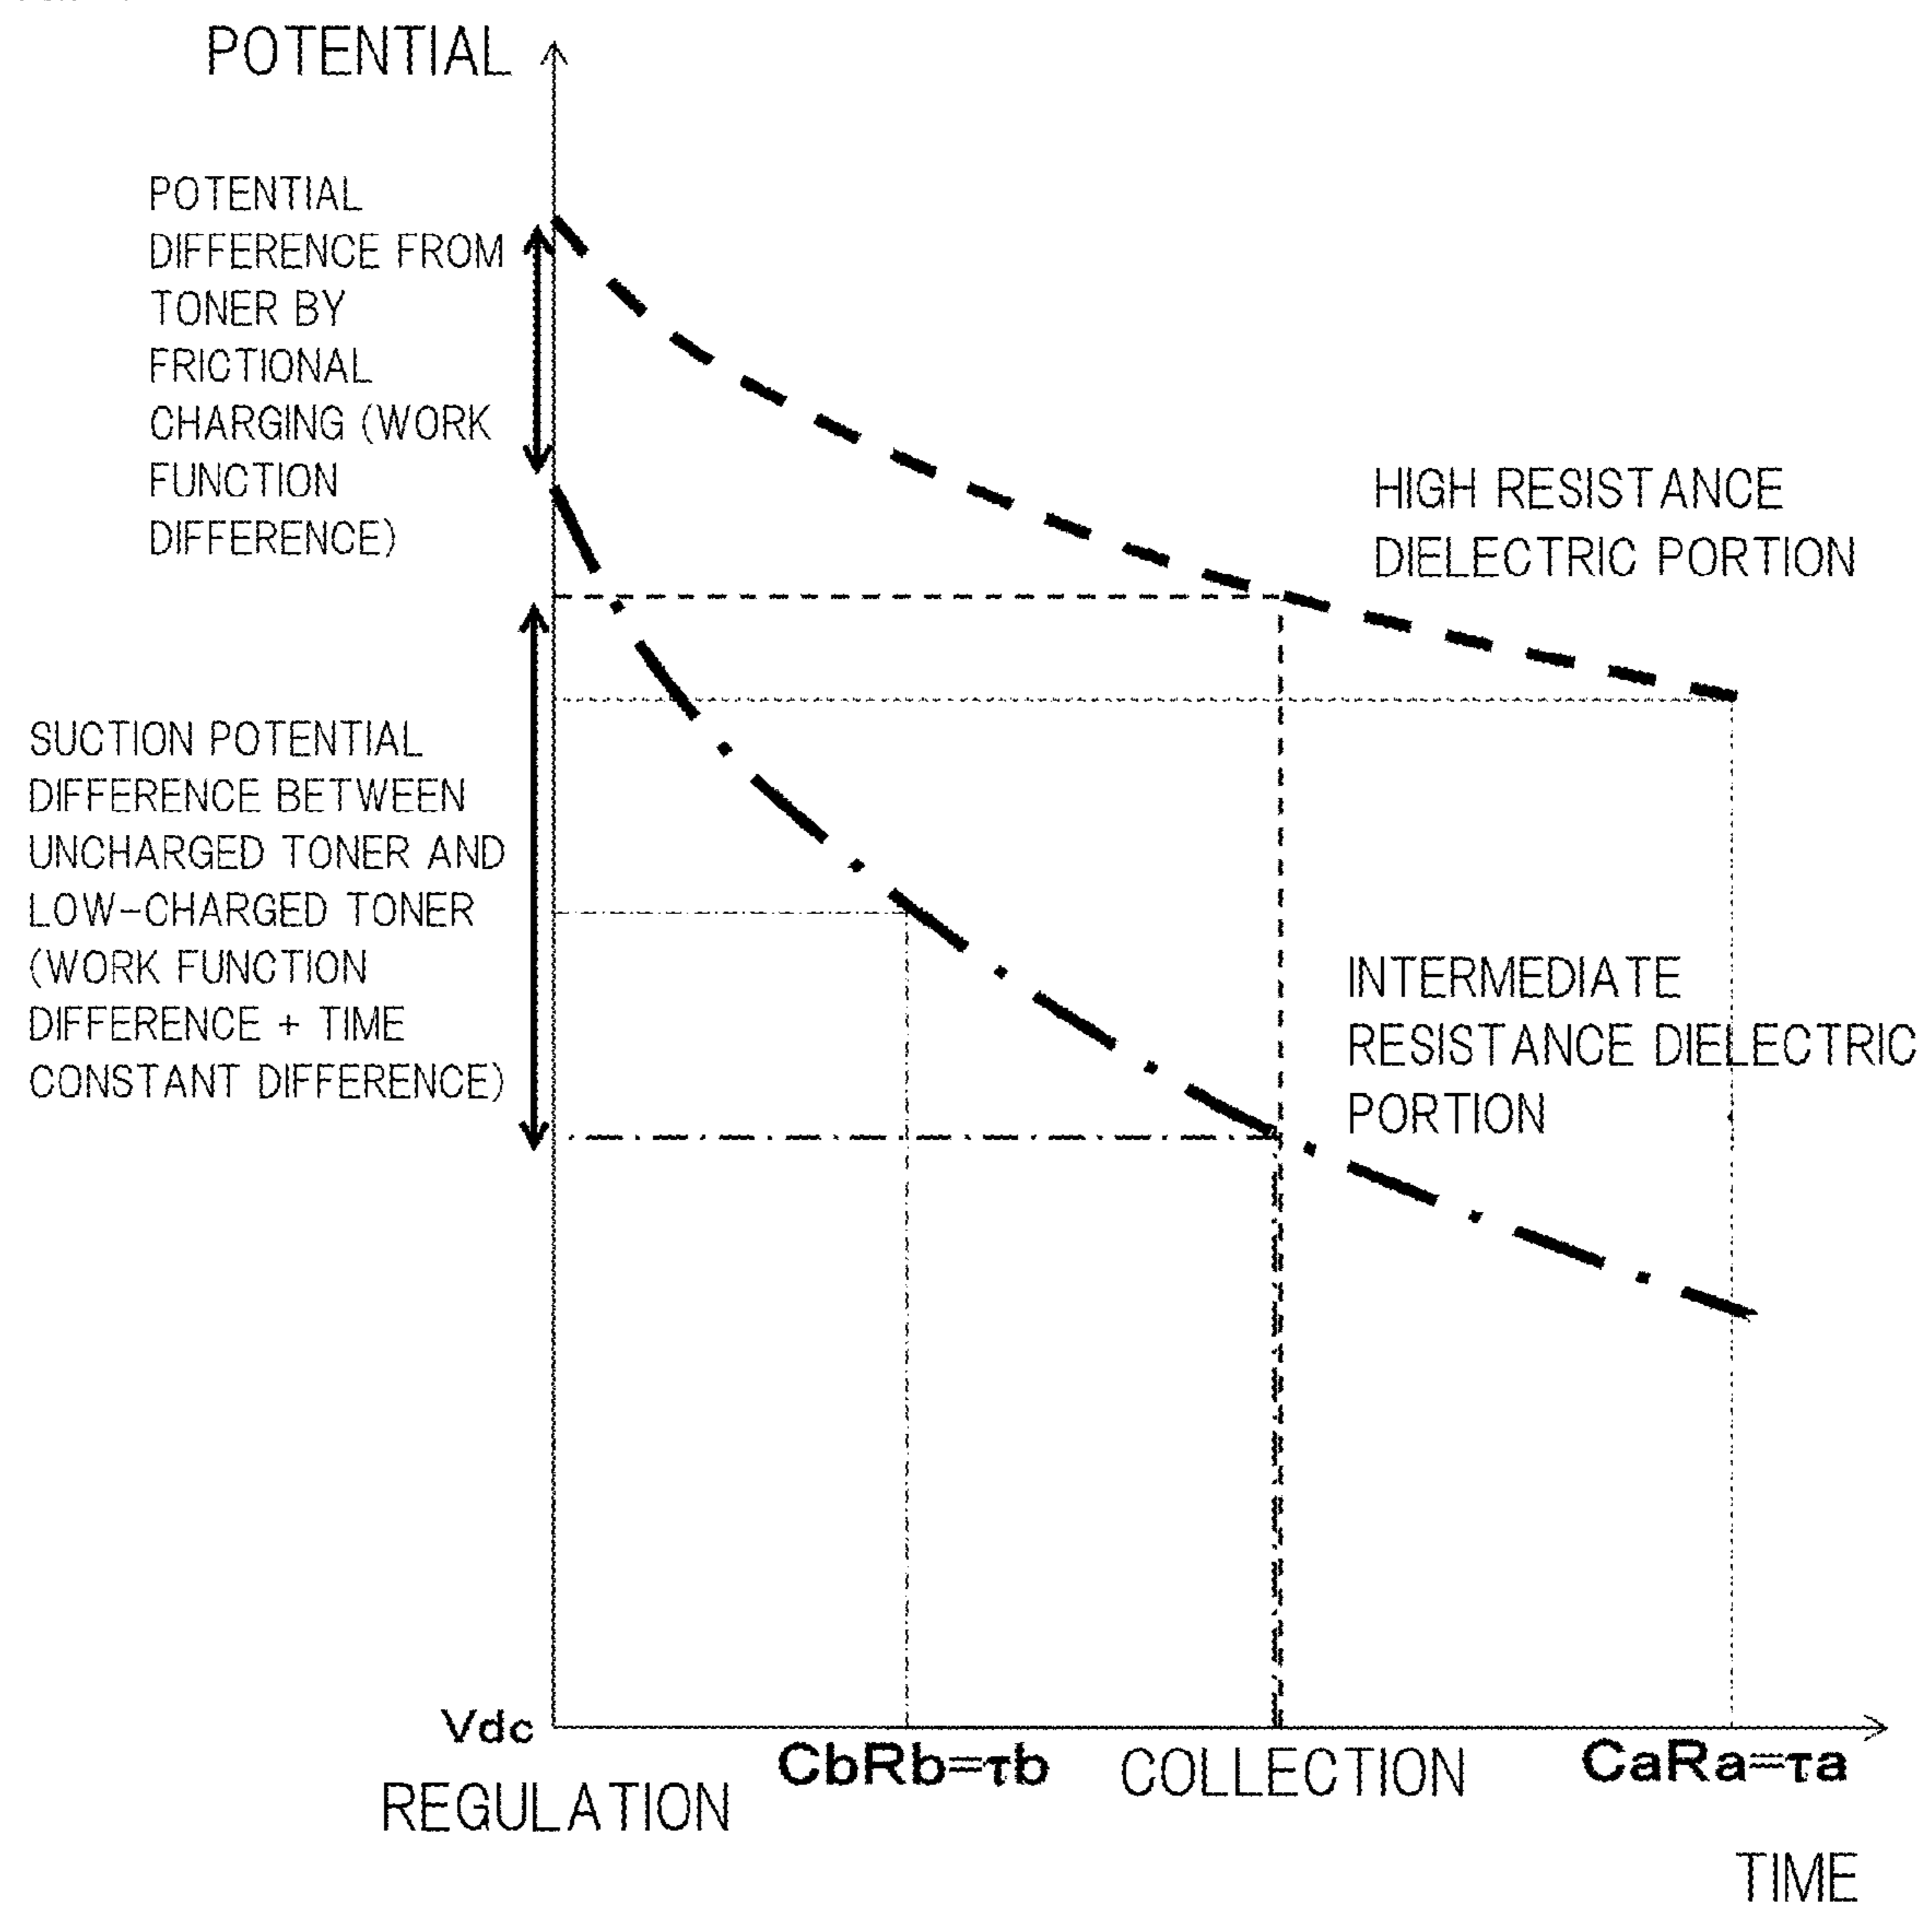 POTENTIAL
POTENTIAL
DIFFERENCE FROM
TONER BY
FRICTIONAL
CHARGING (WORK
FUNCTION
DIFFERENCE)
HIGH RESISTANCE
DIELECTRIC PORTION
SUCTION POTENTIAL
DIFFERENCE BETWEEN
UNCHARGED TONER AND
LOW-CHARGED TONER
(WORK FUNCTION
DIFFERENCE + TIME
CONSTANT DIFFERENCE)
INTERMEDIATE
RESISTANCE DIELECTRIC
PORTION
Vdc
REGULATION
CbRb=τb
COLLECTION
CaRa=τa
TIME